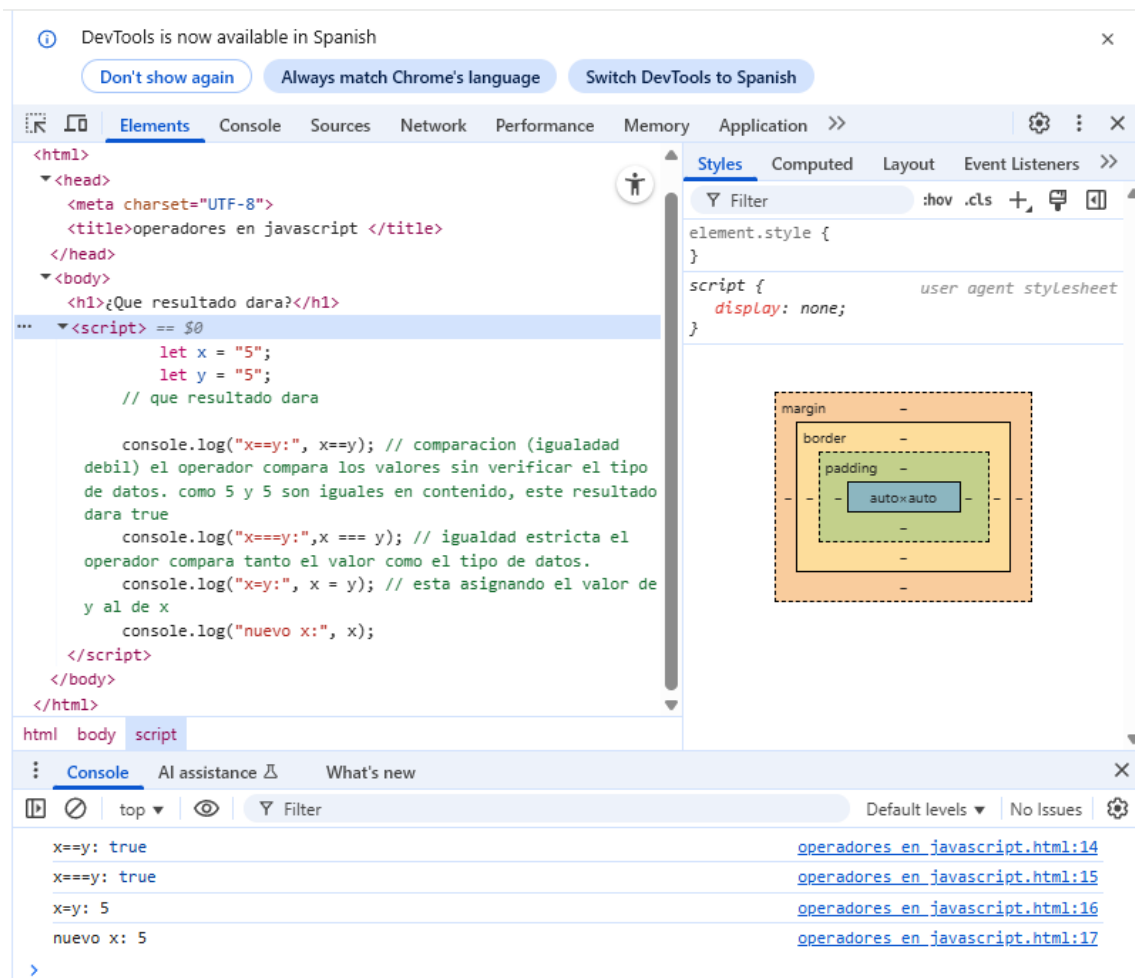 DevTools is now available in Spanish
Don't show again
Always match Chrome's language
Switch DevTools to Spanish
Elements Console Sources Network Performance Memory Application
<html>
<head>
<meta charset="UTF-8">
<title>operadores en javascript </title>
</head>
<body>
<h1>¿Que resultado dara?</h1>
··· <script> == $0
let x = "5";
let y = "5";
// que resultado dara
console.log("x==y:", x==y); // comparacion (igualadad
debil) el operador compara los valores sin verificar el tipo
de datos. como 5 y 5 son iguales en contenido, este resultado
dara true
console.log("x===y:",x === y); // igualdad estricta el
operador compara tanto el valor como el tipo de datos.
console.log("x=y:", x = y); // esta asignando el valor de
y al de x
console.log("nuevo x:", x);
</script>
</body>
</html>
html body script
Styles Computed Layout Event Listeners
Filter :hov .cls
element.style {
}
script { user agent stylesheet
display: none;
}
margin –
border –
padding –
– – – auto×auto – – –
–
–
–
Console AI assistance What's new
top Filter Default levels No Issues
x==y: true operadores en javascript.html:14
x===y: true operadores en javascript.html:15
x=y: 5 operadores en javascript.html:16
nuevo x: 5 operadores en javascript.html:17